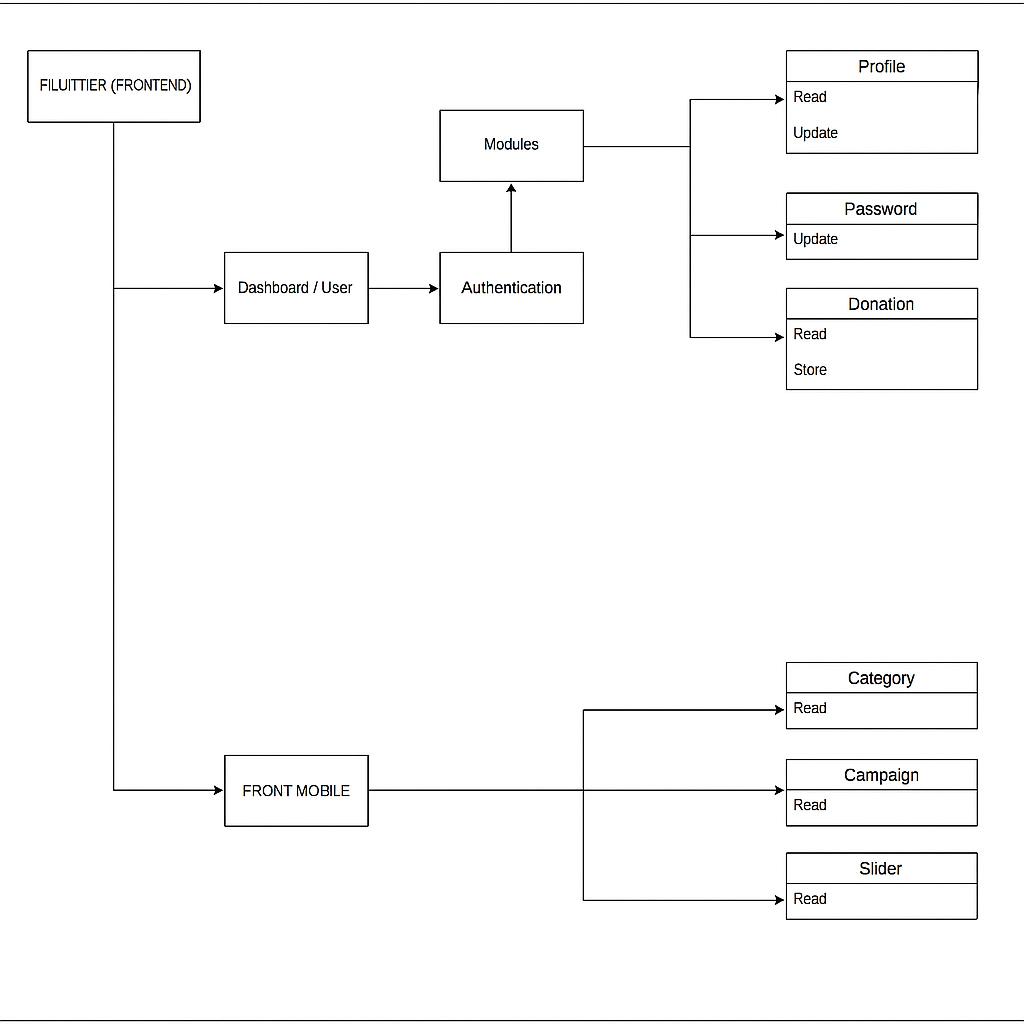 FILUITTIER (FRONTEND)
Modules
Dashboard / User
Authentication
Profile
Read
Update
Password
Update
Donation
Read
Store
FRONT MOBILE
Category
Read
Campaign
Read
Slider
Read